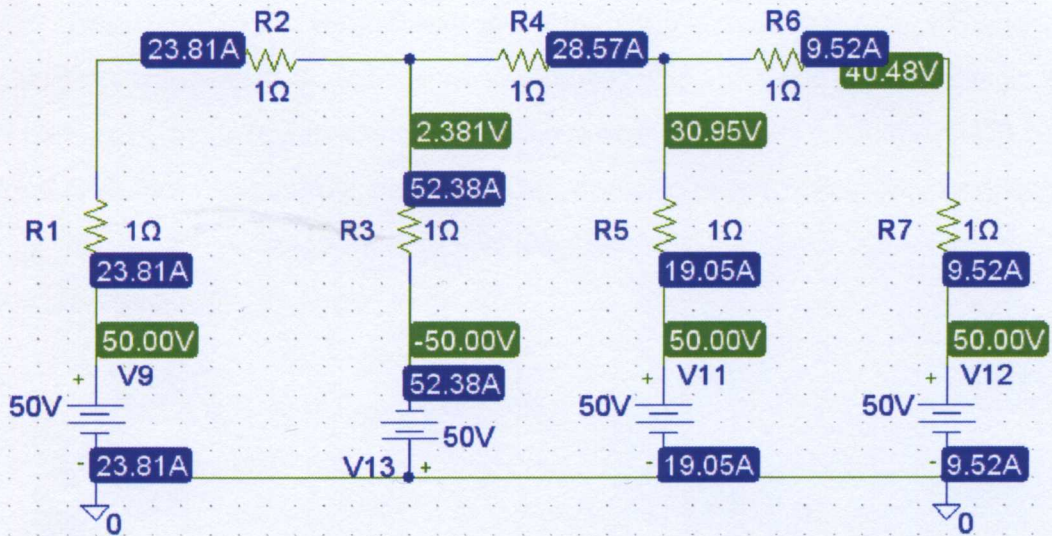 R2 R4 R6
23.81A 28.57A 9.52A
40.48V
1Ω 1Ω 1Ω
2.381V 30.95V
52.38A
R1 1Ω R3 1Ω R5 1Ω R7 1Ω
23.81A 19.05A 9.52A
50.00V -50.00V 50.00V 50.00V
+ V9 52.38A + V11 + V12
50V 50V 50V 50V
- 23.81A V13 + - 19.05A - 9.52A
0 0